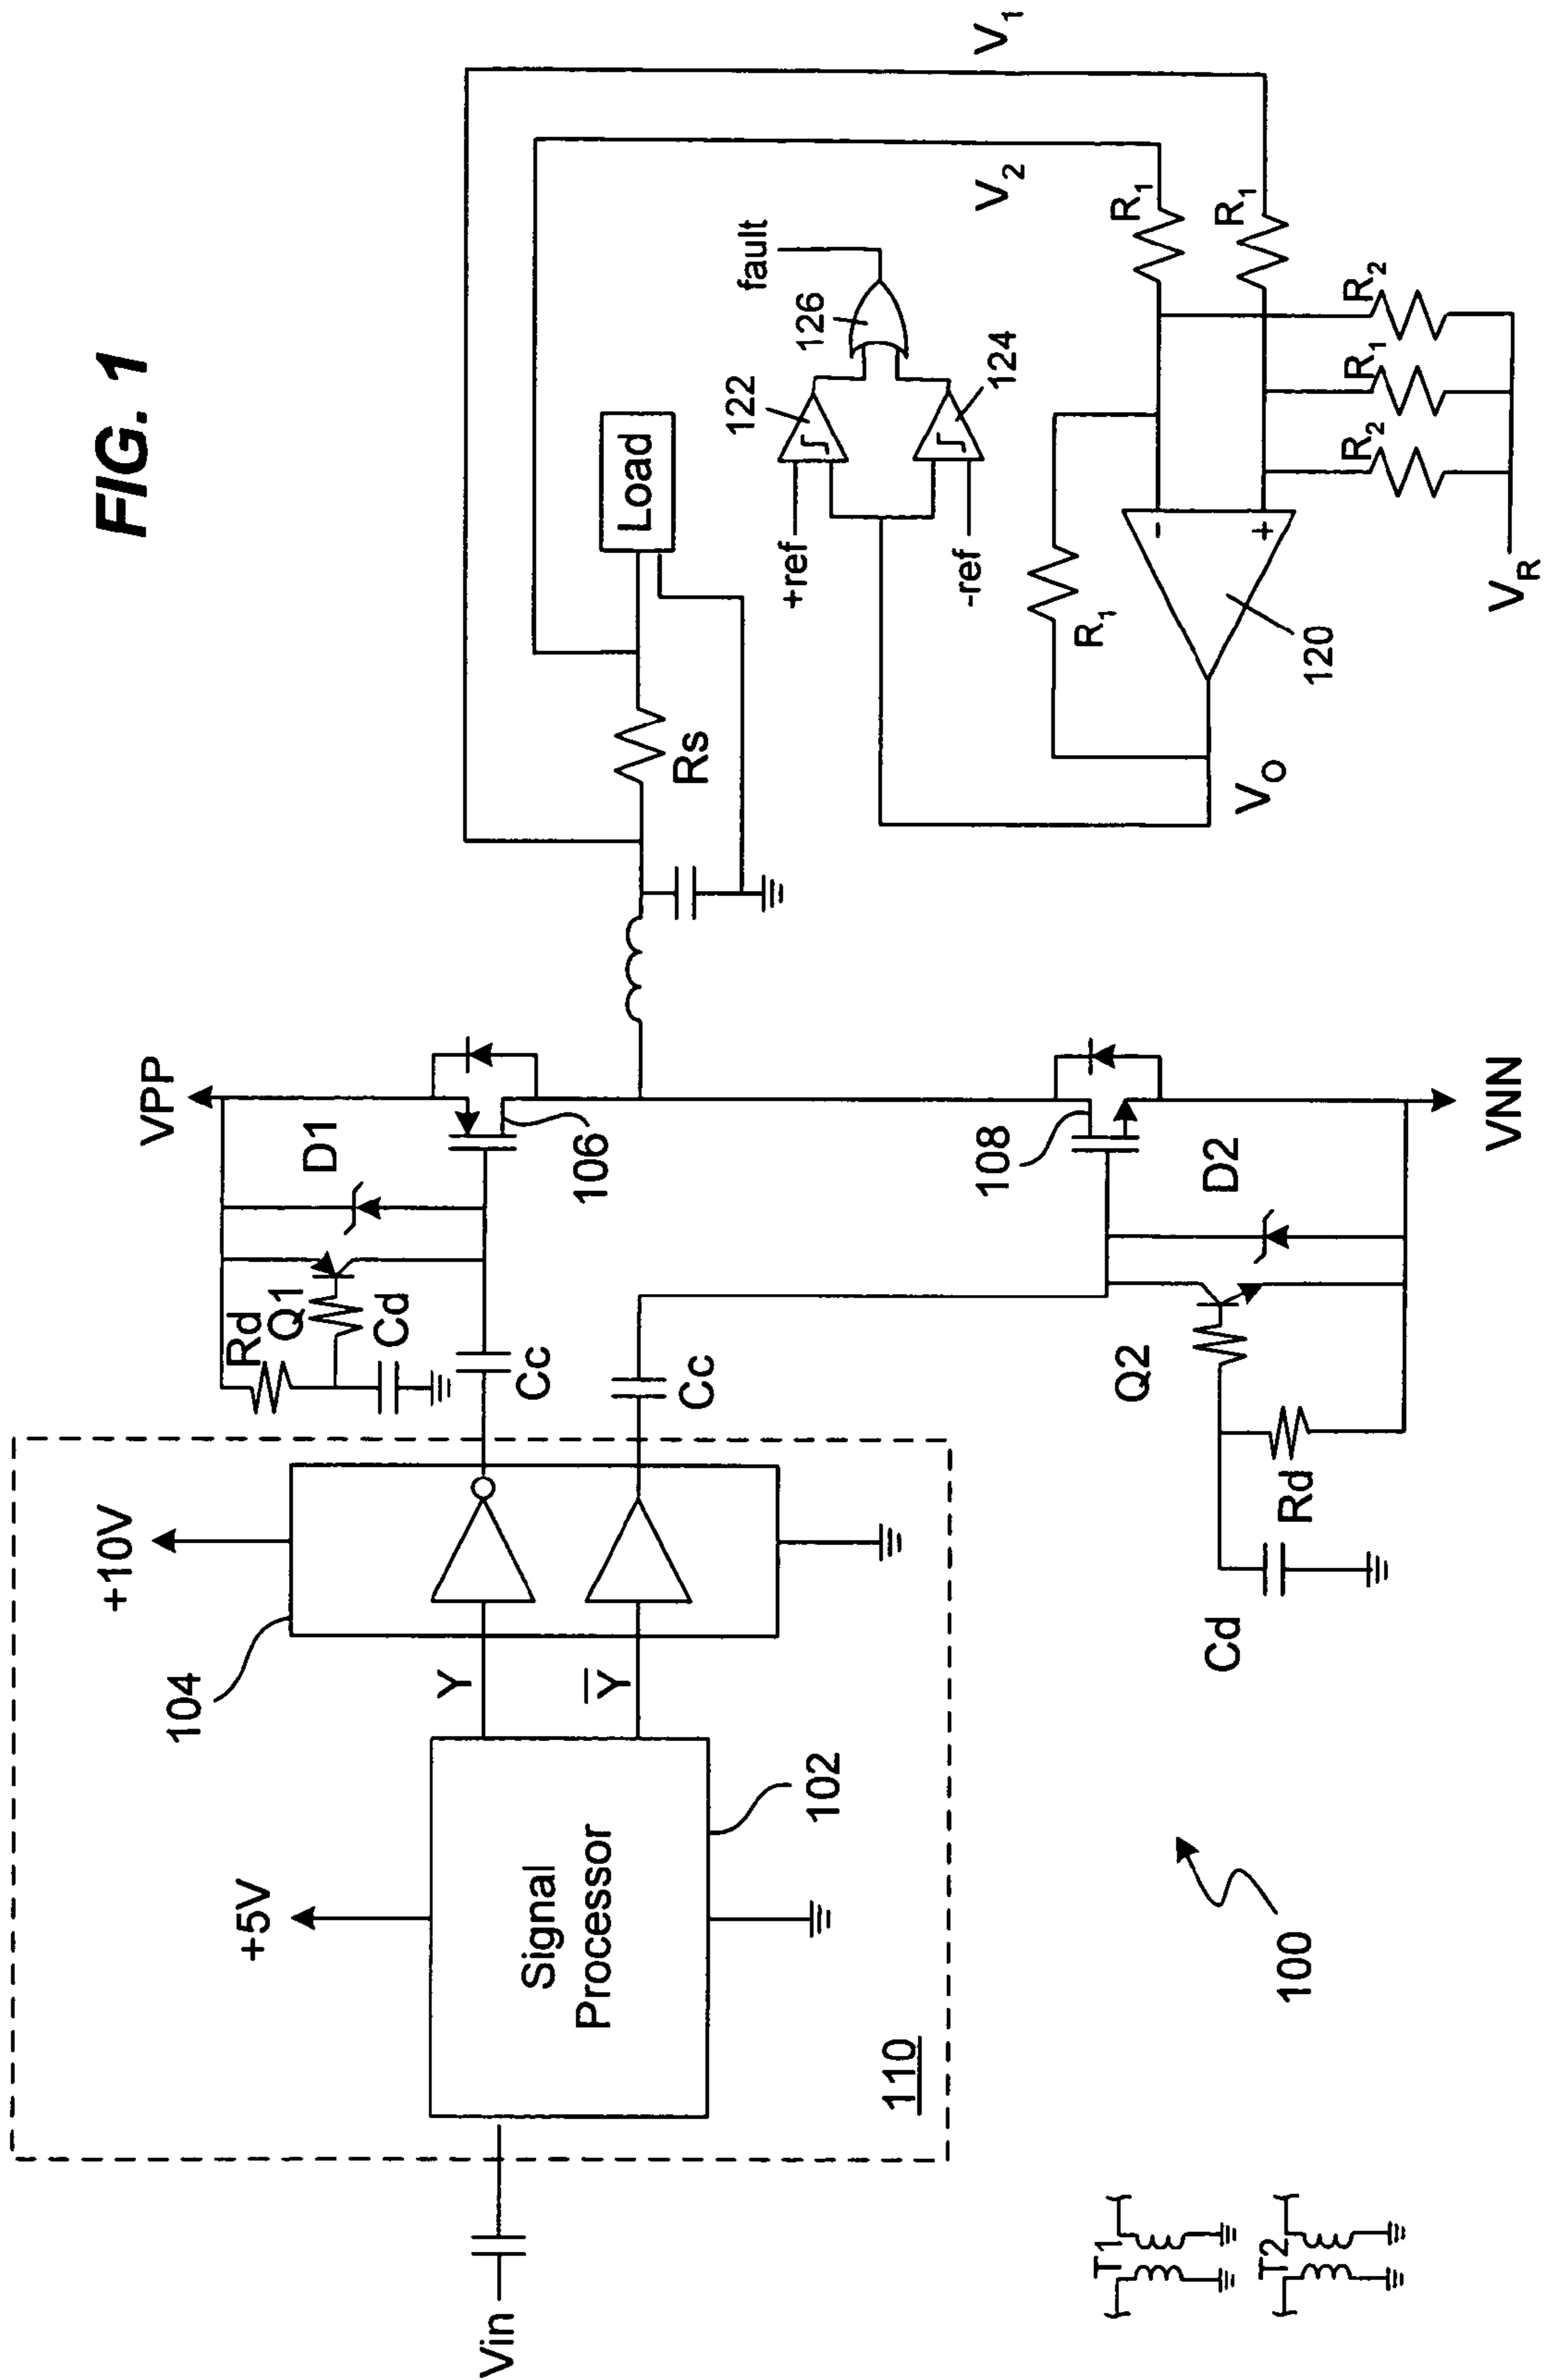 FIG. 1
Vin
Signal
Processor
+5V
102
110
Y
Y̅
104
+10V
Cc
Cc
Rd
Q1
Cd
D1
VPP
106
108
D2
Q2
Rd
Cd
VNN
Rs
Load
V1
V2
+ref
-ref
122
124
126
fault
R1
R1
R1
-
+
120
VO
R2
R1
R2
VR
T1
T2
100